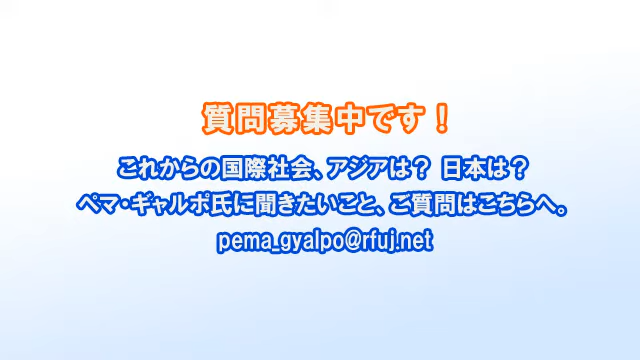 質問募集中です！
これからの国際社会、アジアは？ 日本は？
ペマ・ギャルポ氏に聞きたいこと、ご質問はこちらへ。
pema_gyalpo@rfuj.net